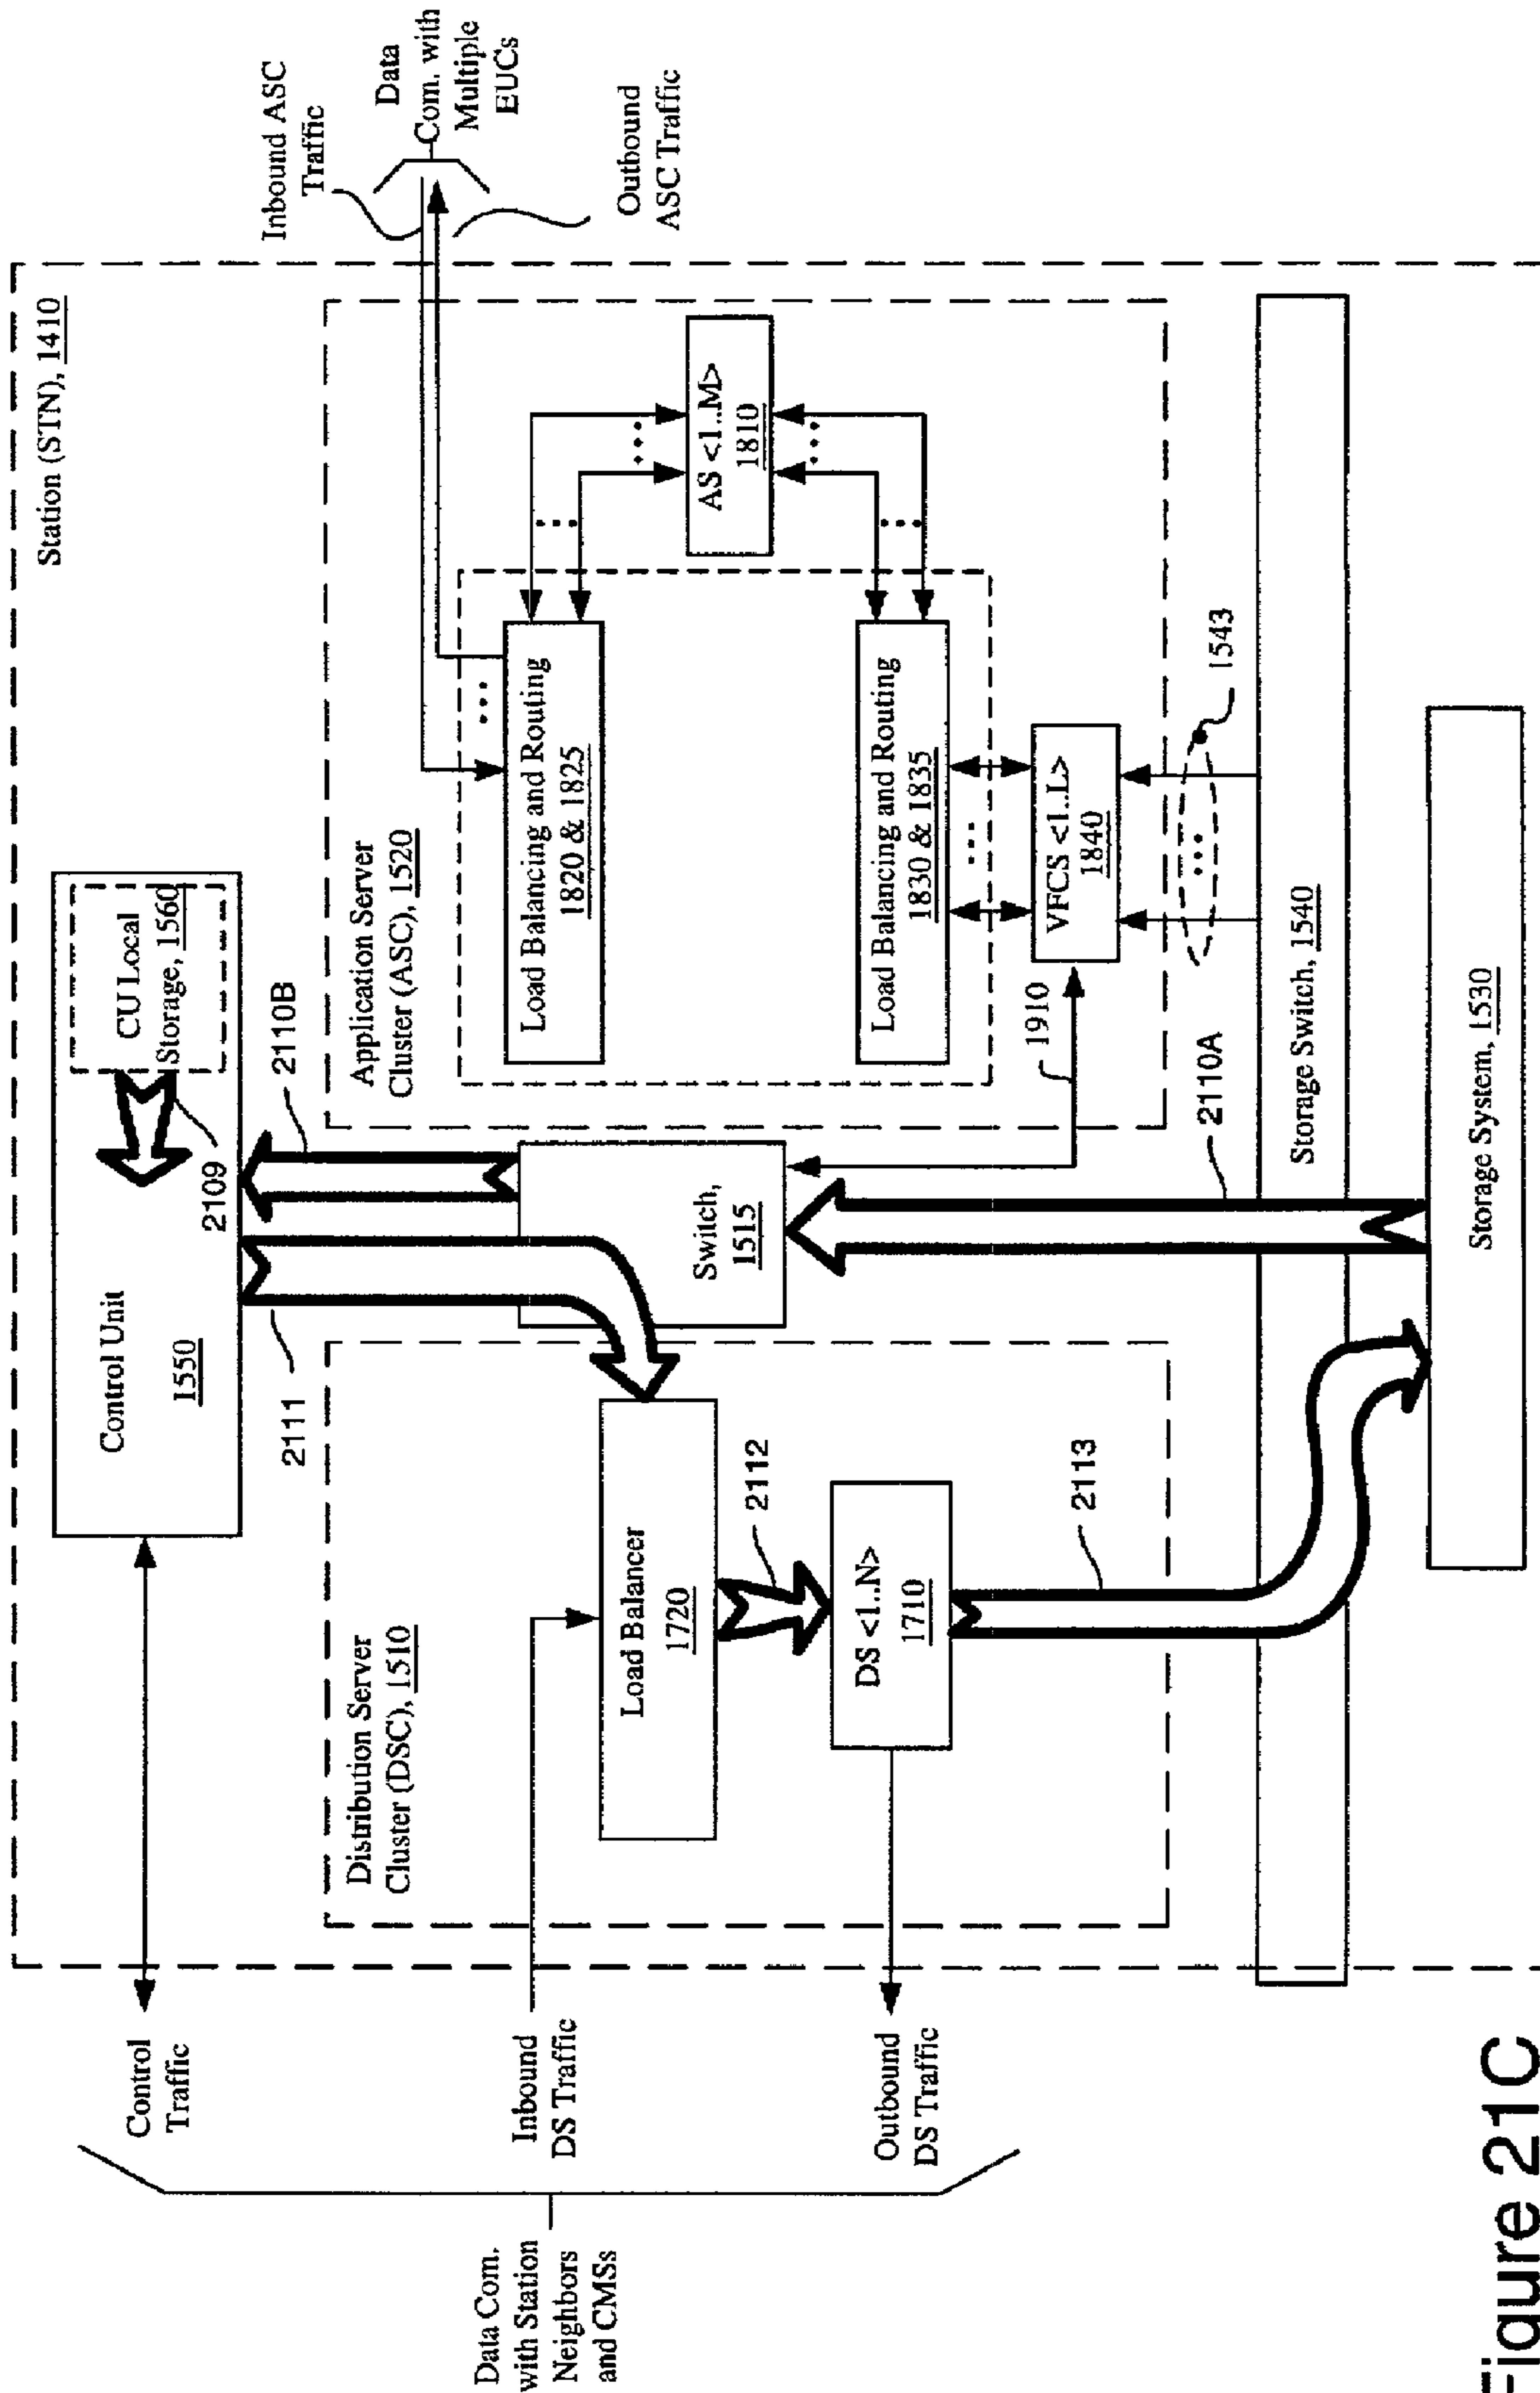 Station (STN), 1410
Control Unit
1550
CU Local
Storage, 1560
2109
2110B
2111
Control
Traffic
Inbound
DS Traffic
Outbound
DS Traffic
Data Com.
with Station
Neighbors
and CMSs
Distribution Server
Cluster (DSC), 1510
Load Balancer
1720
2112
DS <1..N>
1710
2113
Switch,
1515
Application Server
Cluster (ASC), 1520
Load Balancing and Routing
1820 & 1825
...
...
...
AS <1..M>
1810
...
...
Load Balancing and Routing
1830 & 1835
...
VFCS <1..L>
1840
1910
...
1543
2110A
Inbound ASC
Traffic
Data
Com. with
Multiple
EUCs
Outbound
ASC Traffic
Storage Switch, 1540
Storage System, 1530
Figure 21C